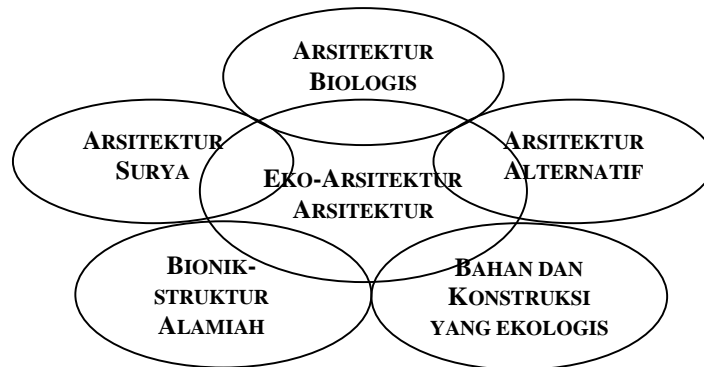 ARSITEKTUR
BIOLOGIS
ARSITEKTUR
SURYA
ARSITEKTUR
ALTERNATIF
EKO-ARSITEKTUR
ARSITEKTUR
BIONIK-
STRUKTUR
ALAMIAH
BAHAN DAN
KONSTRUKSI
YANG EKOLOGIS